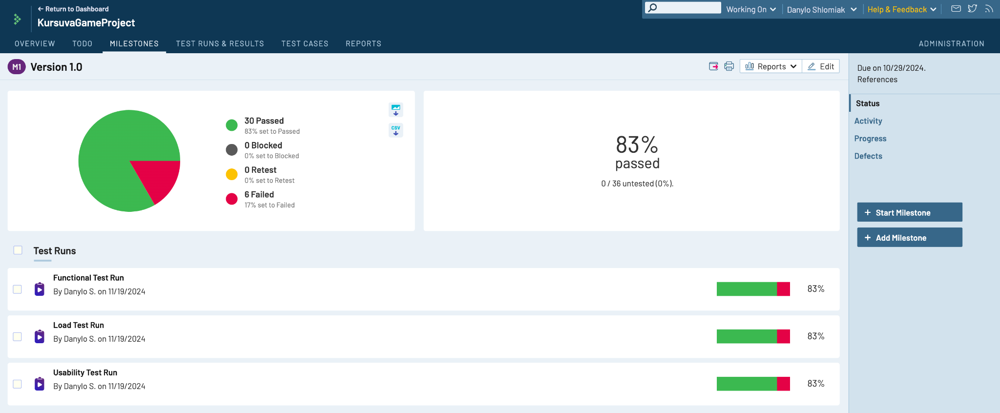 ← Return to Dashboard
KursuvaGameProject
Working On
Danylo Shlomiak
Help & Feedback
OVERVIEW
TODO
MILESTONES
TEST RUNS & RESULTS
TEST CASES
REPORTS
ADMINISTRATION
M1
Version 1.0
Reports
Edit
30 Passed
83% set to Passed
0 Blocked
0% set to Blocked
0 Retest
0% set to Retest
6 Failed
17% set to Failed
CSV
83%
passed
0 / 36 untested (0%).
Test Runs
Functional Test Run
By Danylo S. on 11/19/2024
83%
Load Test Run
By Danylo S. on 11/19/2024
83%
Usability Test Run
By Danylo S. on 11/19/2024
83%
Due on 10/29/2024.
References
Status
Activity
Progress
Defects
+ Start Milestone
+ Add Milestone